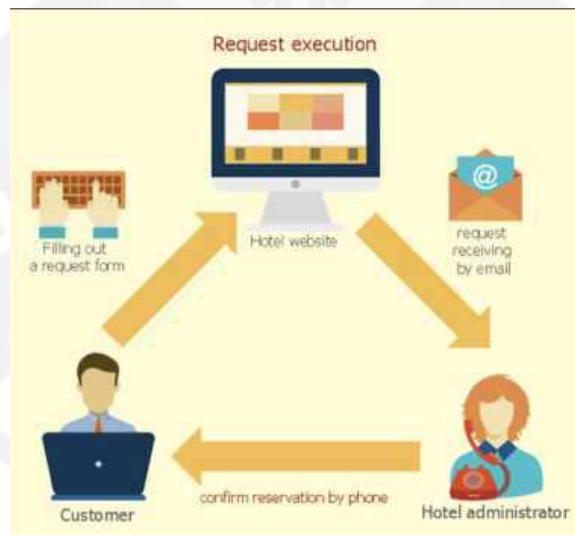 Request execution
Filling out
a request form
Hotel website
@
request
receiving
by email
confirm reservation by phone
Customer
Hotel administrator